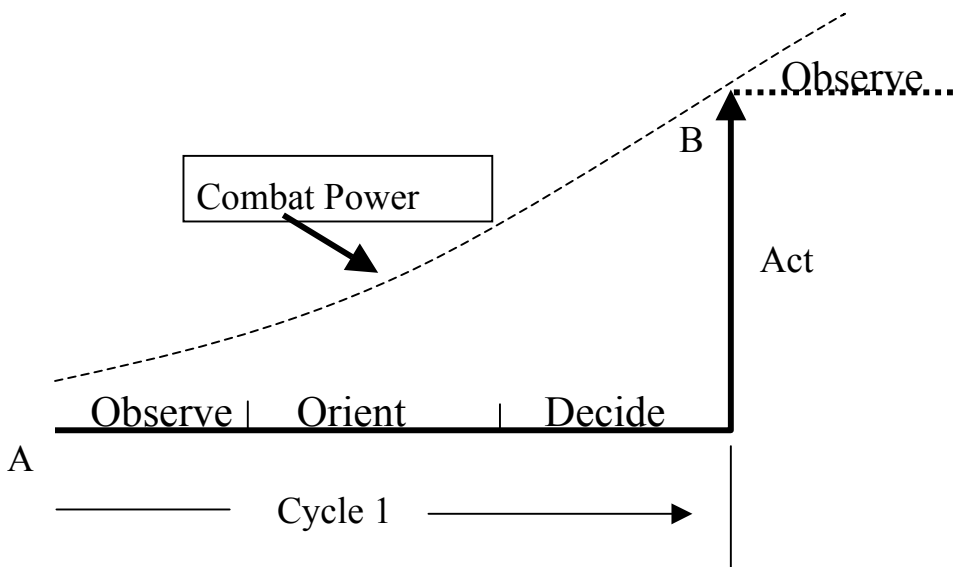 Observe
B
Combat Power
Act
Observe Orient Decide
A
Cycle 1